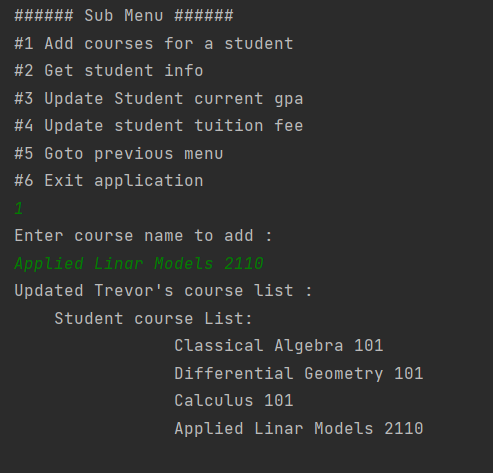 ###### Sub Menu ######
#1 Add courses for a student
#2 Get student info
#3 Update Student current gpa
#4 Update student tuition fee
#5 Goto previous menu
#6 Exit application
1
Enter course name to add :
Applied Linar Models 2110
Updated Trevor's course list :
Student course List:
Classical Algebra 101
Differential Geometry 101
Calculus 101
Applied Linar Models 2110